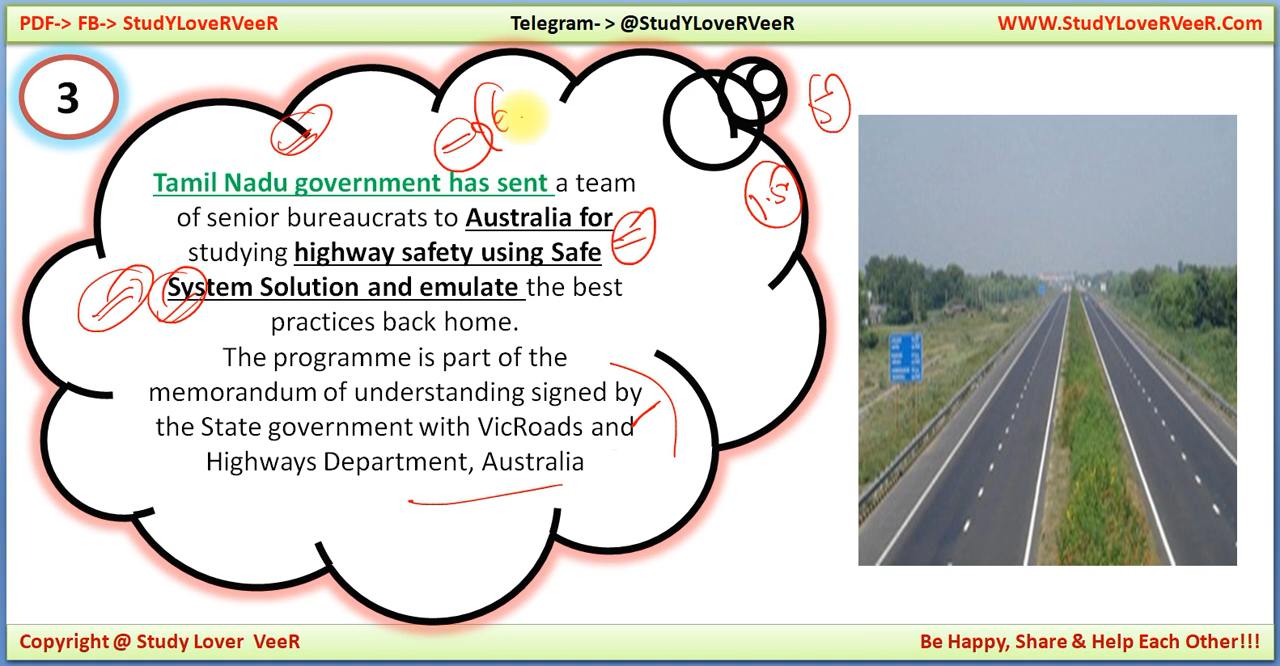 PDF-> FB-> StudYLoveRVeeR
Telegram- > @StudYLoveRVeeR
WWW.StudYLoveRVeeR.Com
3
Tamil Nadu government has sent a team
of senior bureaucrats to Australia for
studying highway safety using Safe
System Solution and emulate the best
practices back home.
The programme is part of the
memorandum of understanding signed by
the State government with VicRoads and
Highways Department, Australia
Copyright @ Study Lover VeeR
Be Happy, Share & Help Each Other!!!